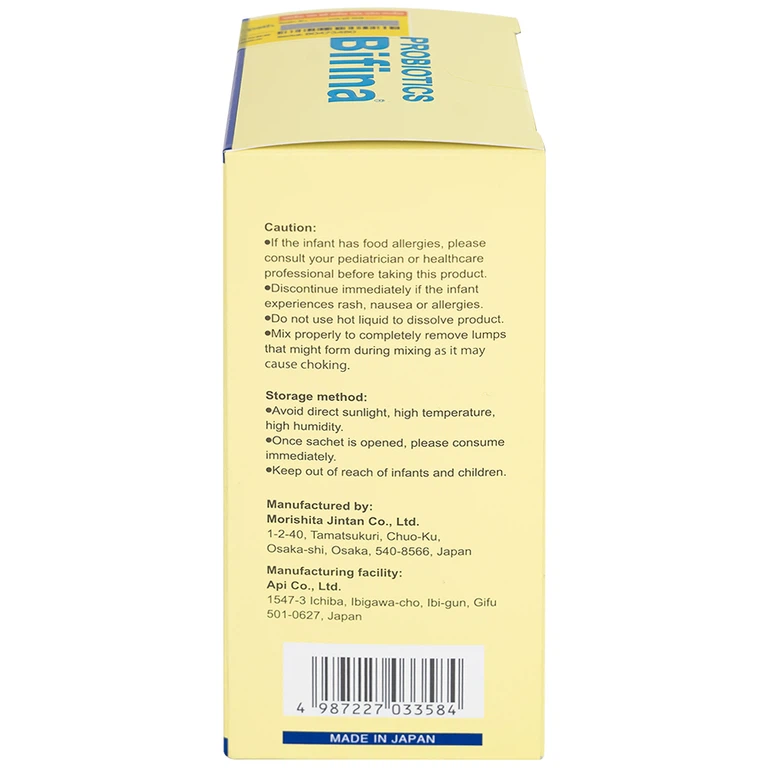 PROBIOTICS
Bifina®
Caution:
●If the infant has food allergies, please
consult your pediatrician or healthcare
professional before taking this product.
●Discontinue immediately if the infant
experiences rash, nausea or allergies.
●Do not use hot liquid to dissolve product.
●Mix properly to completely remove lumps
that might form during mixing as it may
cause choking.
Storage method:
●Avoid direct sunlight, high temperature,
high humidity.
●Once sachet is opened, please consume
immediately.
●Keep out of reach of infants and children.
Manufactured by:
Morishita Jintan Co., Ltd.
1-2-40, Tamatsukuri, Chuo-Ku,
Osaka-shi, Osaka, 540-8566, Japan
Manufacturing facility:
Api Co., Ltd.
1547-3 Ichiba, Ibigawa-cho, Ibi-gun, Gifu
501-0627, Japan
4 987227 033584
MADE IN JAPAN